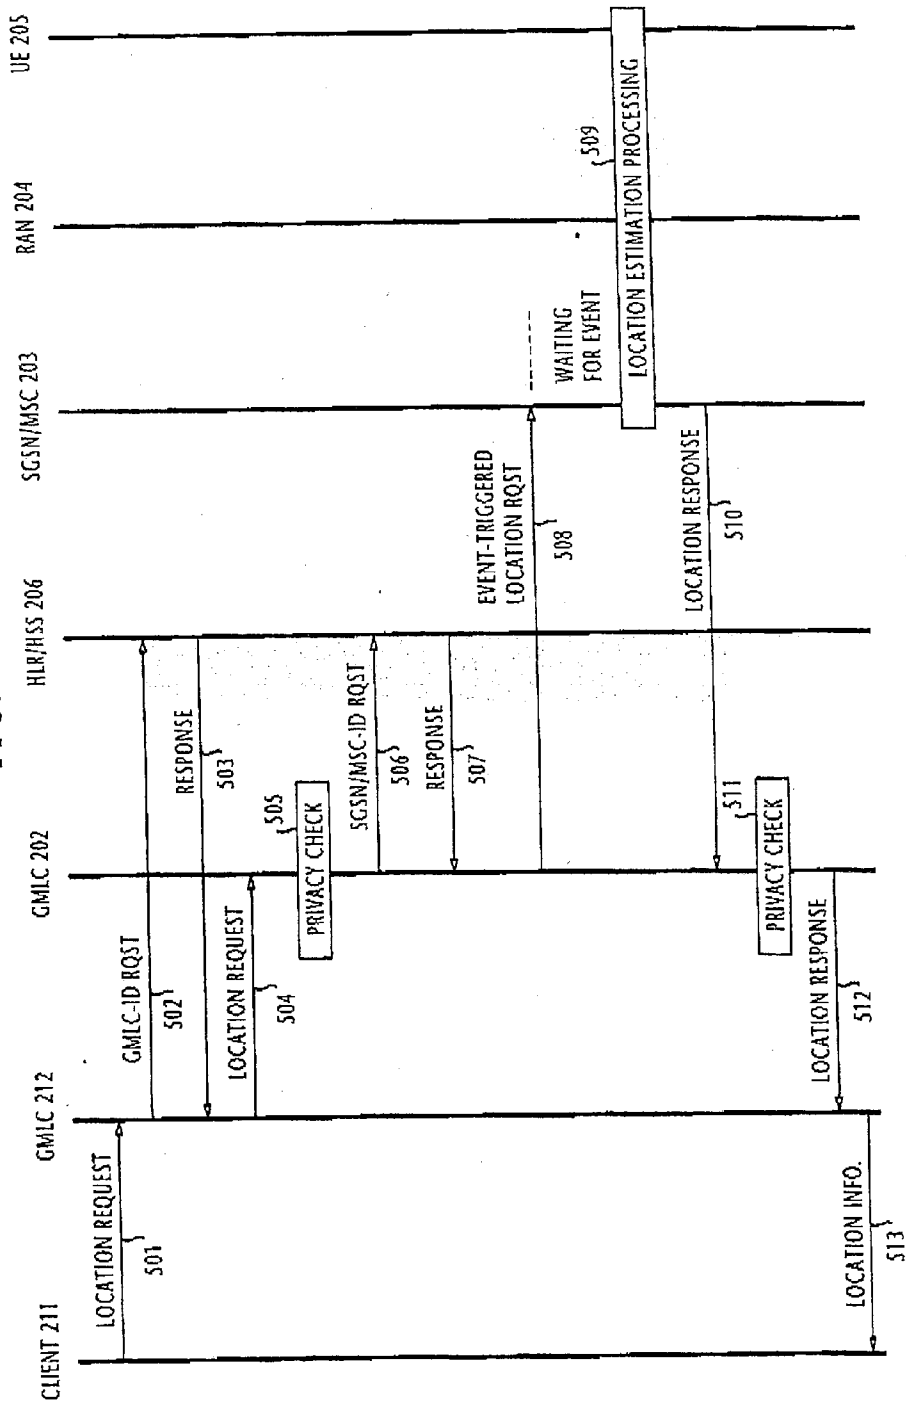 CLIENT 211
GMLC 212
GMLC 202
HLR/HSS 206
SGSN/MSC 203
RAN 204
UE 205
LOCATION REQUEST
501
GMLC-ID RQST
502
RESPONSE
503
LOCATION REQUEST
504
505
PRIVACY CHECK
SGSN/MSC-ID RQST
506
RESPONSE
507
EVENT-TRIGGERED
LOCATION RQST
508
WAITING
FOR EVENT
509
LOCATION ESTIMATION PROCESSING
LOCATION RESPONSE
510
511
PRIVACY CHECK
LOCATION RESPONSE
512
LOCATION INFO.
513